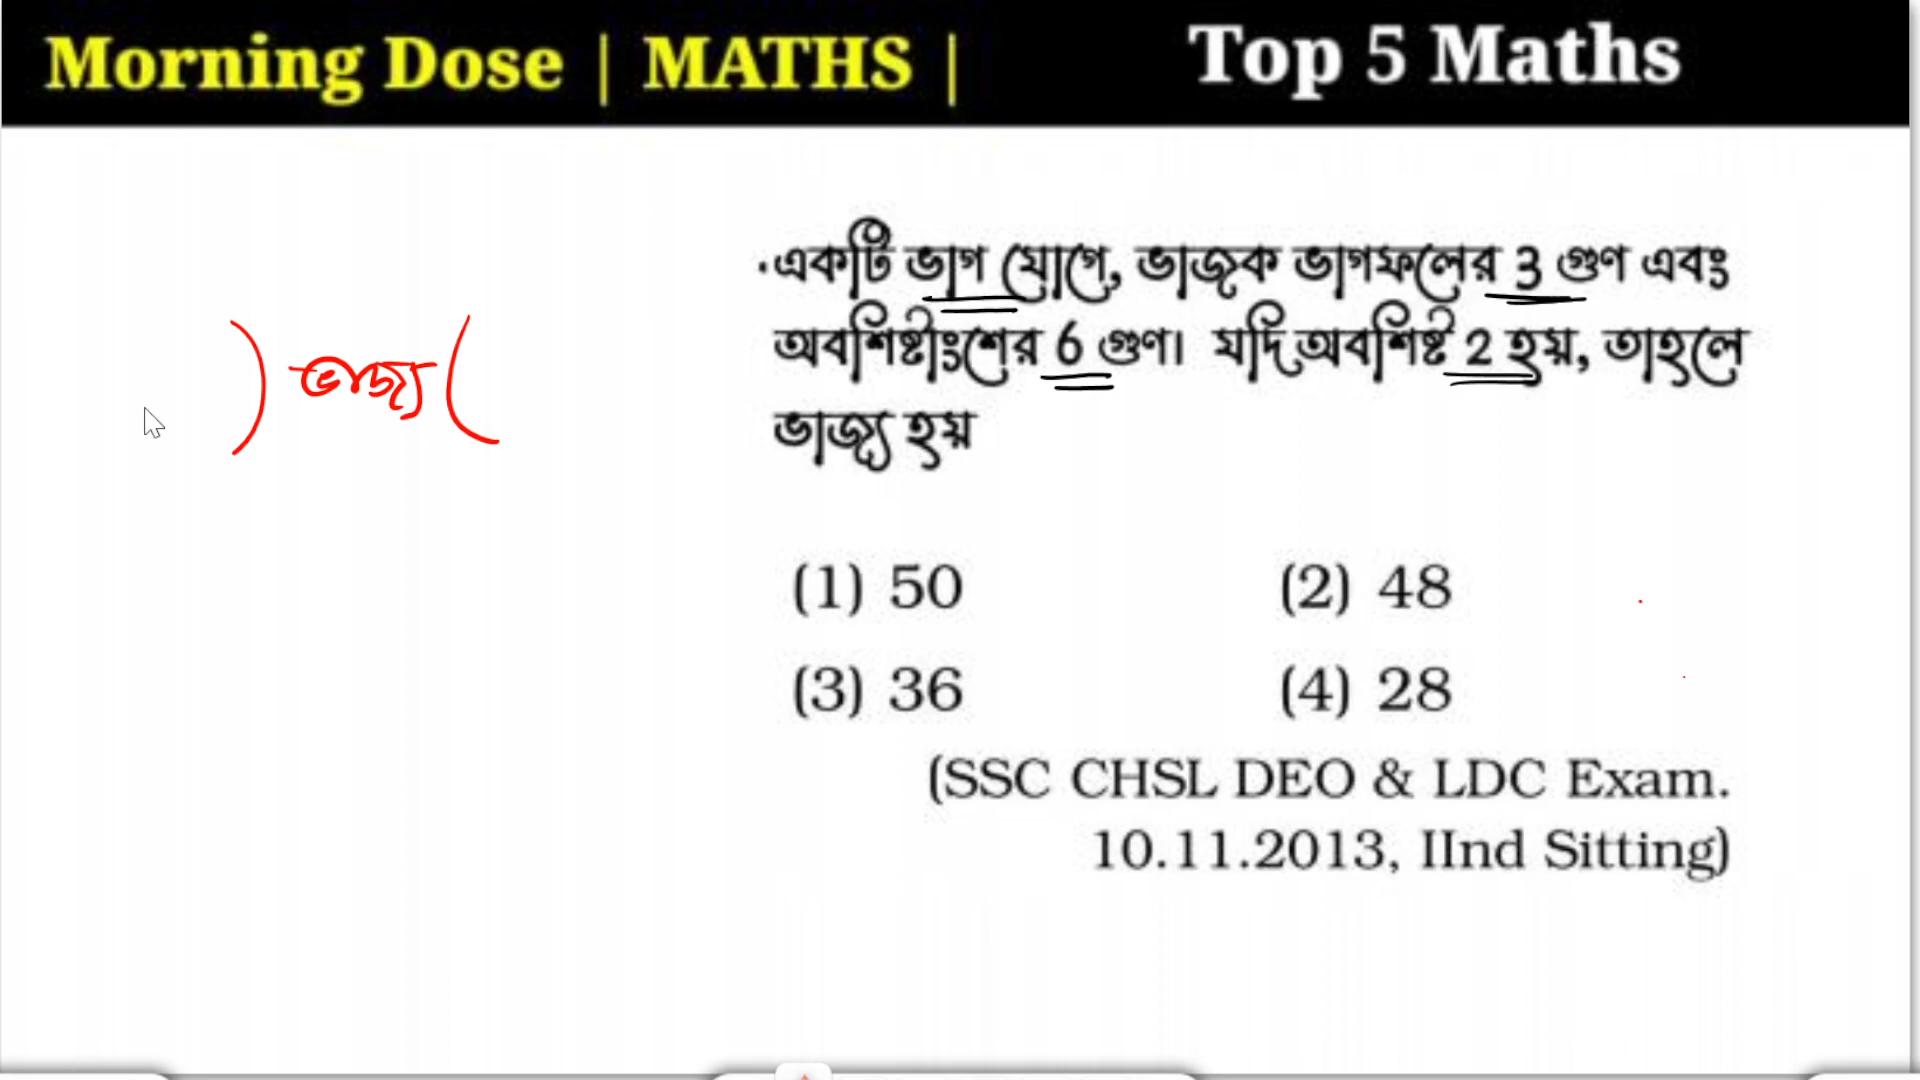 Morning Dose | MATHS | Top 5 Maths
একটি ভাগ যোগে, ভাজক ভাগফলের 3 গুণ এবং
অবশিষ্টাংশের 6 গুণ। যদি অবশিষ্ট 2 হয়, তাহলে
ভাজ্য হয়
) ভাজ্য (
(1) 50 (2) 48
(3) 36 (4) 28
(SSC CHSL DEO & LDC Exam.
10.11.2013, IInd Sitting)